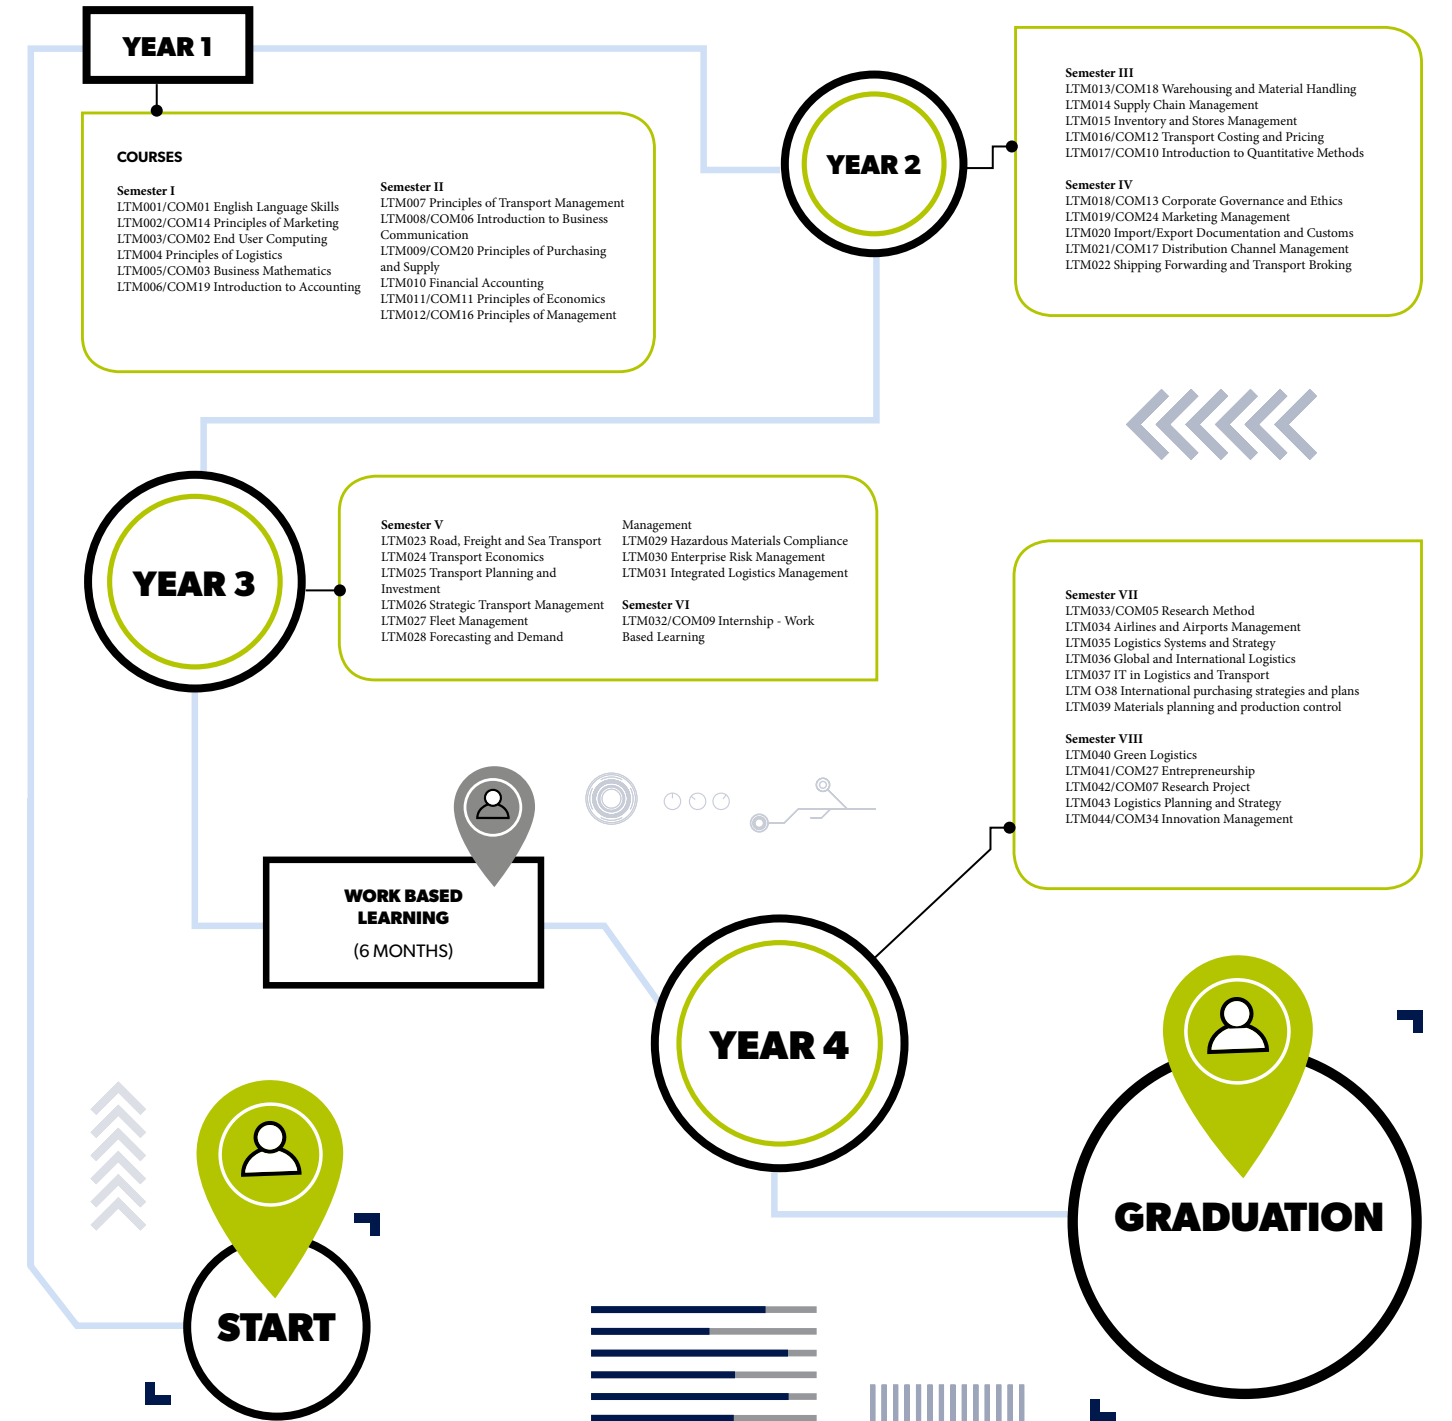 YEAR 1
COURSES
Semester I
LTM001/COM01 English Language Skills
LTM002/COM14 Principles of Marketing
LTM003/COM02 End User Computing
LTM004 Principles of Logistics
LTM005/COM03 Business Mathematics
LTM006/COM19 Introduction to Accounting
Semester II
LTM007 Principles of Transport Management
LTM008/COM06 Introduction to Business
Communication
LTM009/COM20 Principles of Purchasing
and Supply
LTM010 Financial Accounting
LTM011/COM11 Principles of Economics
LTM012/COM16 Principles of Management
YEAR 2
Semester III
LTM013/COM18 Warehousing and Material Handling
LTM014 Supply Chain Management
LTM015 Inventory and Stores Management
LTM016/COM12 Transport Costing and Pricing
LTM017/COM10 Introduction to Quantitative Methods
Semester IV
LTM018/COM13 Corporate Governance and Ethics
LTM019/COM24 Marketing Management
LTM020 Import/Export Documentation and Customs
LTM021/COM17 Distribution Channel Management
LTM022 Shipping Forwarding and Transport Broking
YEAR 3
Semester V
LTM023 Road, Freight and Sea Transport
LTM024 Transport Economics
LTM025 Transport Planning and
Investment
LTM026 Strategic Transport Management
LTM027 Fleet Management
LTM028 Forecasting and Demand
Management
LTM029 Hazardous Materials Compliance
LTM030 Enterprise Risk Management
LTM031 Integrated Logistics Management
Semester VI
LTM032/COM09 Internship - Work
Based Learning
WORK BASED
LEARNING
(6 MONTHS)
YEAR 4
Semester VII
LTM033/COM05 Research Method
LTM034 Airlines and Airports Management
LTM035 Logistics Systems and Strategy
LTM036 Global and International Logistics
LTM037 IT in Logistics and Transport
LTM O38 International purchasing strategies and plans
LTM039 Materials planning and production control
Semester VIII
LTM040 Green Logistics
LTM041/COM27 Entrepreneurship
LTM042/COM07 Research Project
LTM043 Logistics Planning and Strategy
LTM044/COM34 Innovation Management
GRADUATION
START